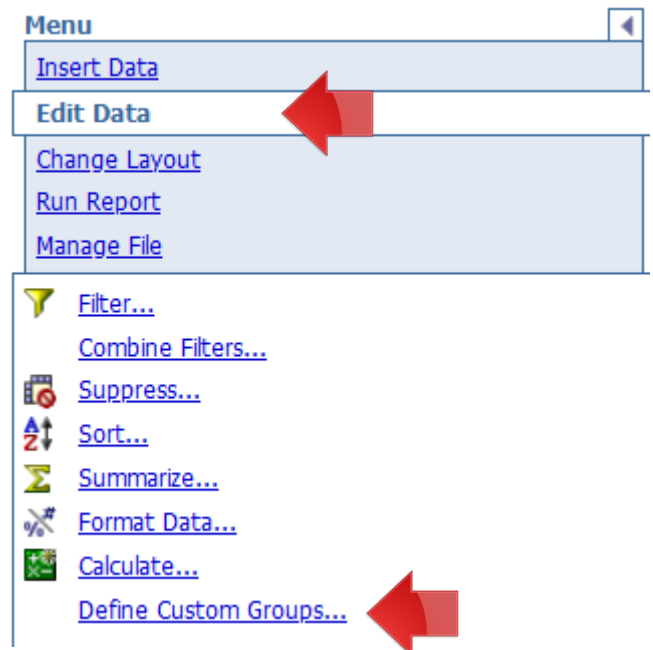 Menu
Insert Data
Edit Data
Change Layout
Run Report
Manage File
Filter...
Combine Filters...
Suppress...
Sort...
Summarize...
Format Data...
Calculate...
Define Custom Groups...